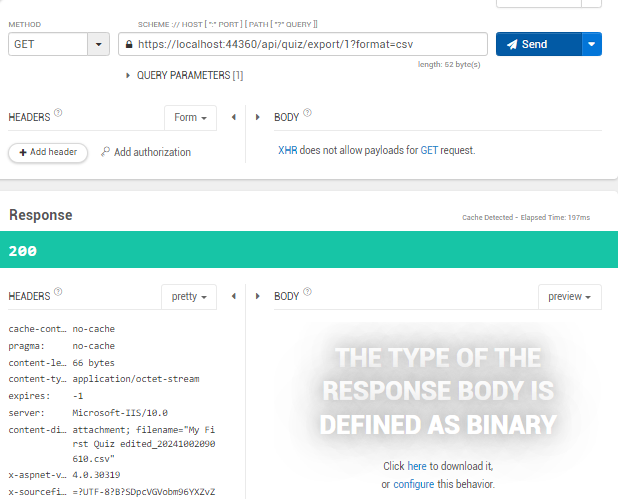 METHOD
SCHEME :// HOST [ ":" PORT ] [ PATH [ "?" QUERY ]]
GET
https://localhost:44360/api/quiz/export/1?format=csv
Send
length: 52 byte(s)
QUERY PARAMETERS [1]
HEADERS ?
Form
BODY ?
+ Add header
Add authorization
XHR does not allow payloads for GET request.
Response
Cache Detected - Elapsed Time: 197ms
200
HEADERS ?
pretty
BODY ?
preview
cache-cont… no-cache
pragma: no-cache
content-le… 66 bytes
content-ty… application/octet-stream
expires: -1
server: Microsoft-IIS/10.0
content-di… attachment; filename="My Fi
rst Quiz edited_20241002090
610.csv"
x-aspnet-v… 4.0.30319
x-sourcefi… =?UTF-8?B?SDpcVGVobm96YXZvZ
THE TYPE OF THE
RESPONSE BODY IS
DEFINED AS BINARY
Click here to download it,
or configure this behavior.